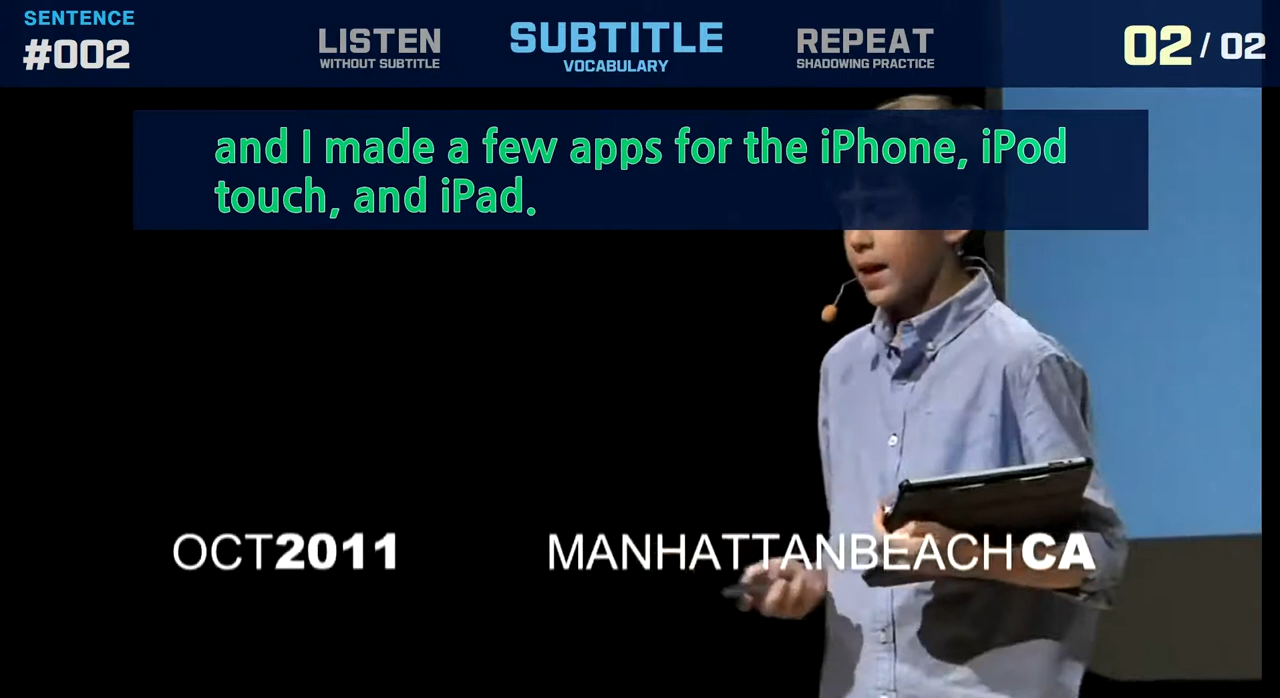 SENTENCE
#002
LISTEN
WITHOUT SUBTITLE
SUBTITLE
VOCABULARY
REPEAT
SHADOWING PRACTICE
02 / 02
and I made a few apps for the iPhone, iPod
touch, and iPad.
OCT2011
MANHATTANBEACHCA